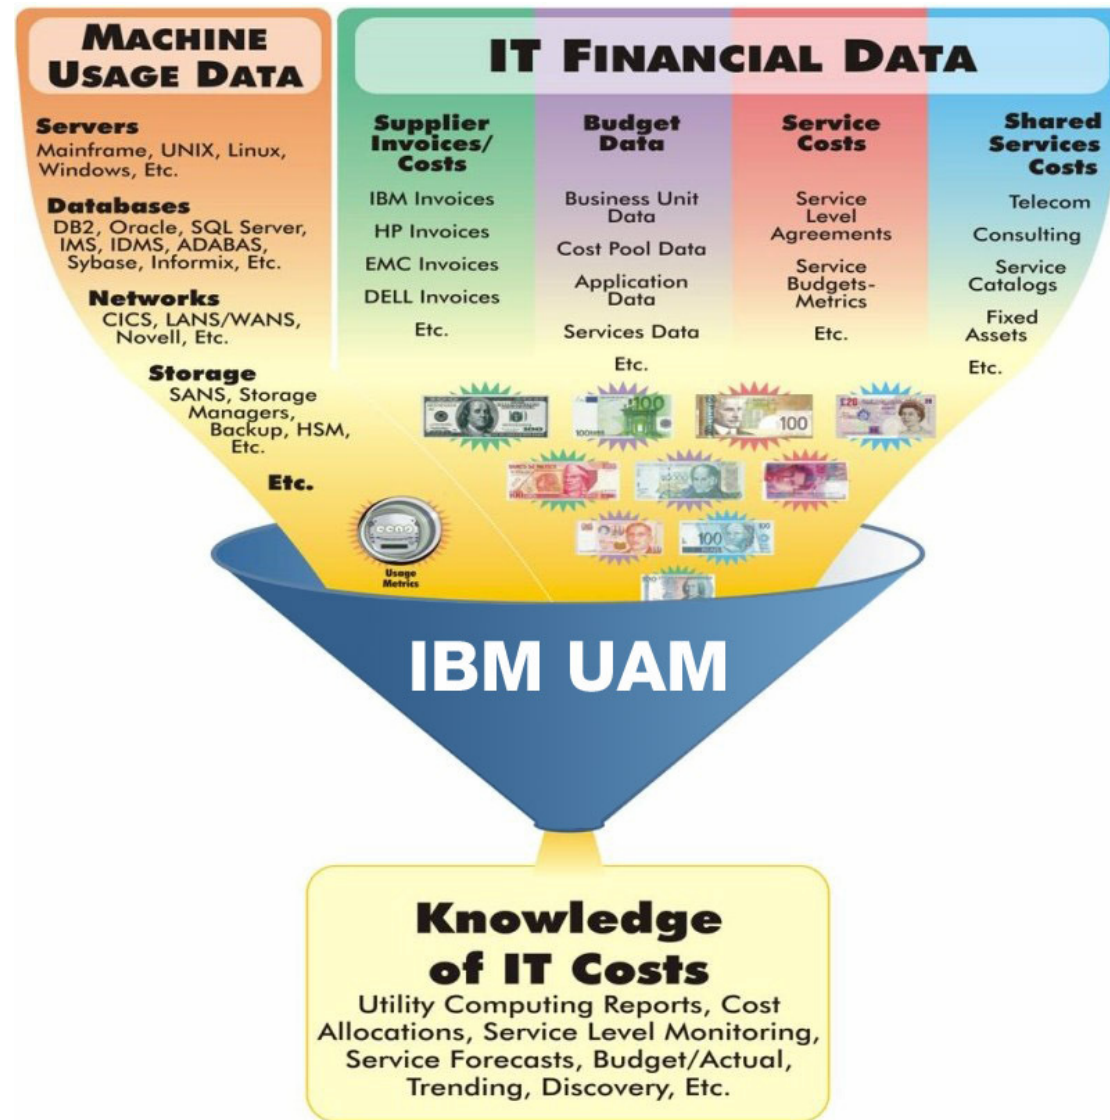 MACHINE
USAGE DATA
Servers
Mainframe, UNIX, Linux,
Windows, Etc.
Databases
DB2, Oracle, SQL Server,
IMS, IDMS, ADABAS,
Sybase, Informix, Etc.
Networks
CICS, LANS/WANS,
Novell, Etc.
Storage
SANS, Storage
Managers,
Backup, HSM,
Etc.
Etc.
Usage
Metrics
IT FINANCIAL DATA
Supplier
Invoices/
Costs
IBM Invoices
HP Invoices
EMC Invoices
DELL Invoices
Etc.
Budget
Data
Business Unit
Data
Cost Pool Data
Application
Data
Services Data
Etc.
Service
Costs
Service
Level
Agreements
Service
Budgets-
Metrics
Etc.
Shared
Services
Costs
Telecom
Consulting
Service
Catalogs
Fixed
Assets
Etc.
100
100
£20
100
IBM UAM
Knowledge
of IT Costs
Utility Computing Reports, Cost
Allocations, Service Level Monitoring,
Service Forecasts, Budget/Actual,
Trending, Discovery, Etc.